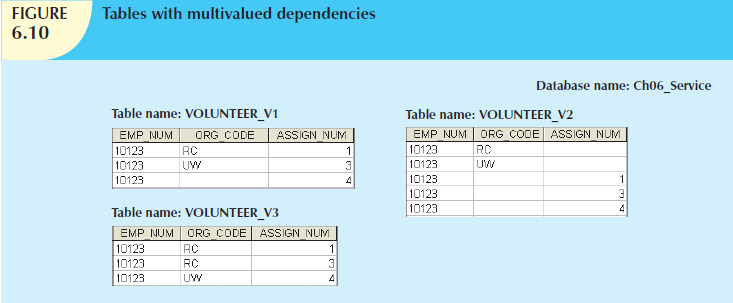 FIGURE 6.10
Tables with multivalued dependencies
Database name: Ch06_Service
Table name: VOLUNTEER_V1
EMP_NUM ORG_CODE ASSIGN_NUM
10123 RC 1
10123 UW 3
10123 4
Table name: VOLUNTEER_V2
EMP_NUM ORG_CODE ASSIGN_NUM
10123 RC
10123 UW
10123 1
10123 3
10123 4
Table name: VOLUNTEER_V3
EMP_NUM ORG_CODE ASSIGN_NUM
10123 RC 1
10123 RC 3
10123 UW 4